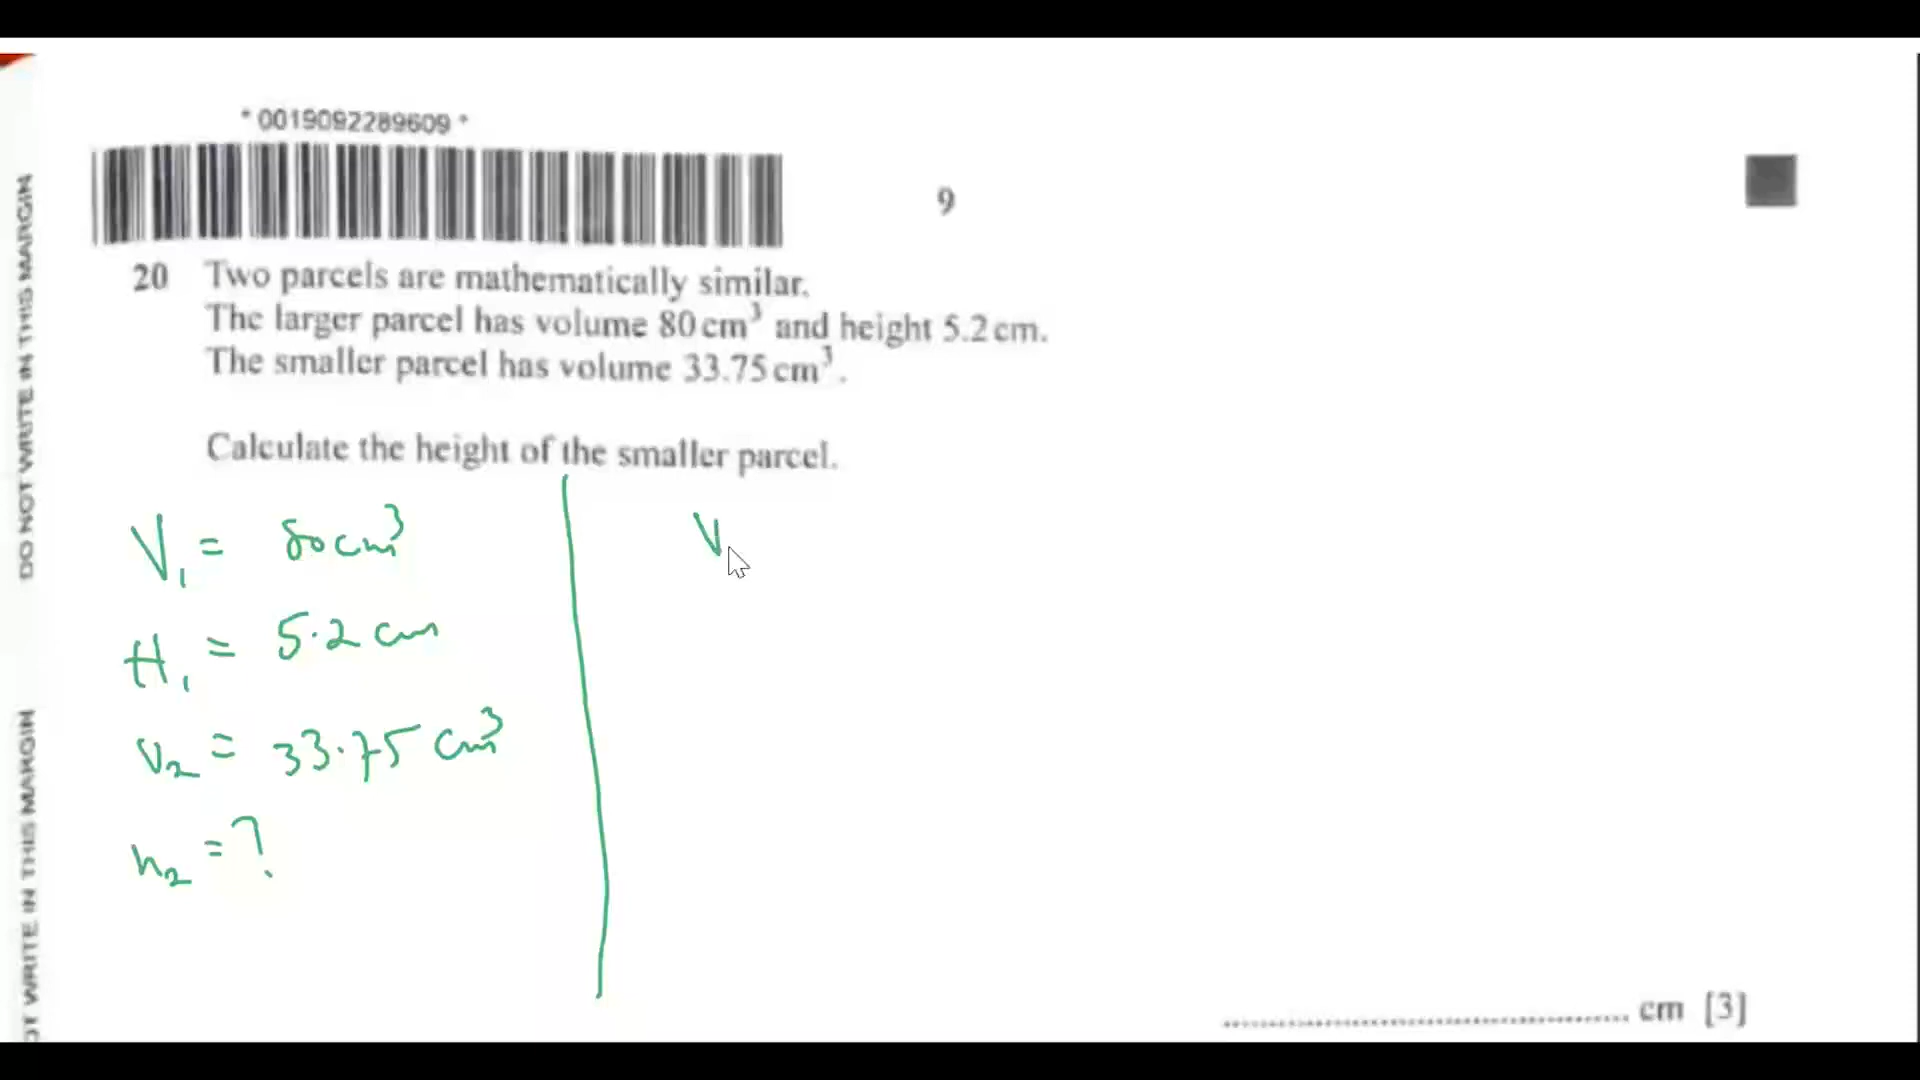 * 0019092289609 *
9
DO NOT WRITE IN THIS MARGIN
20 Two parcels are mathematically similar.
The larger parcel has volume 80 cm³ and height 5.2 cm.
The smaller parcel has volume 33.75 cm³.
Calculate the height of the smaller parcel.
V₁ = 80 cm³
H₁ = 5.2 cm
V₂ = 33.75 cm³
h₂ = ?
V
OT WRITE IN THIS MARGIN
cm [3]